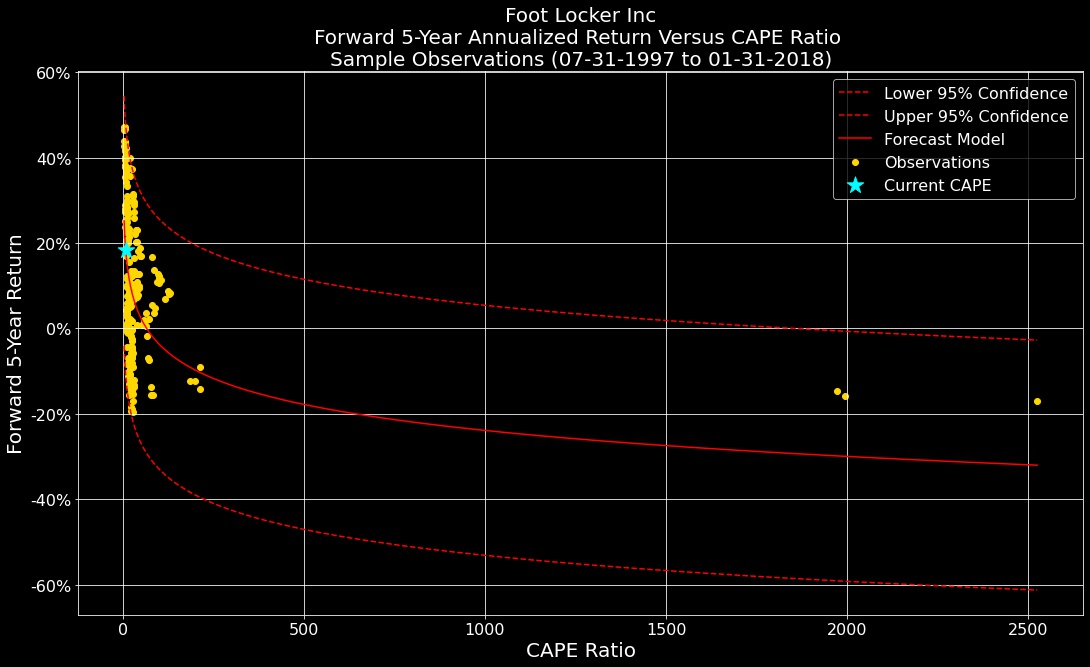 Foot Locker Inc
Forward 5-Year Annualized Return Versus CAPE Ratio
Sample Observations (07-31-1997 to 01-31-2018)
60%
40%
20%
0%
-20%
-40%
-60%
Forward 5-Year Return
Lower 95% Confidence
Upper 95% Confidence
Forecast Model
Observations
Current CAPE
0
500
1000
1500
2000
2500
CAPE Ratio